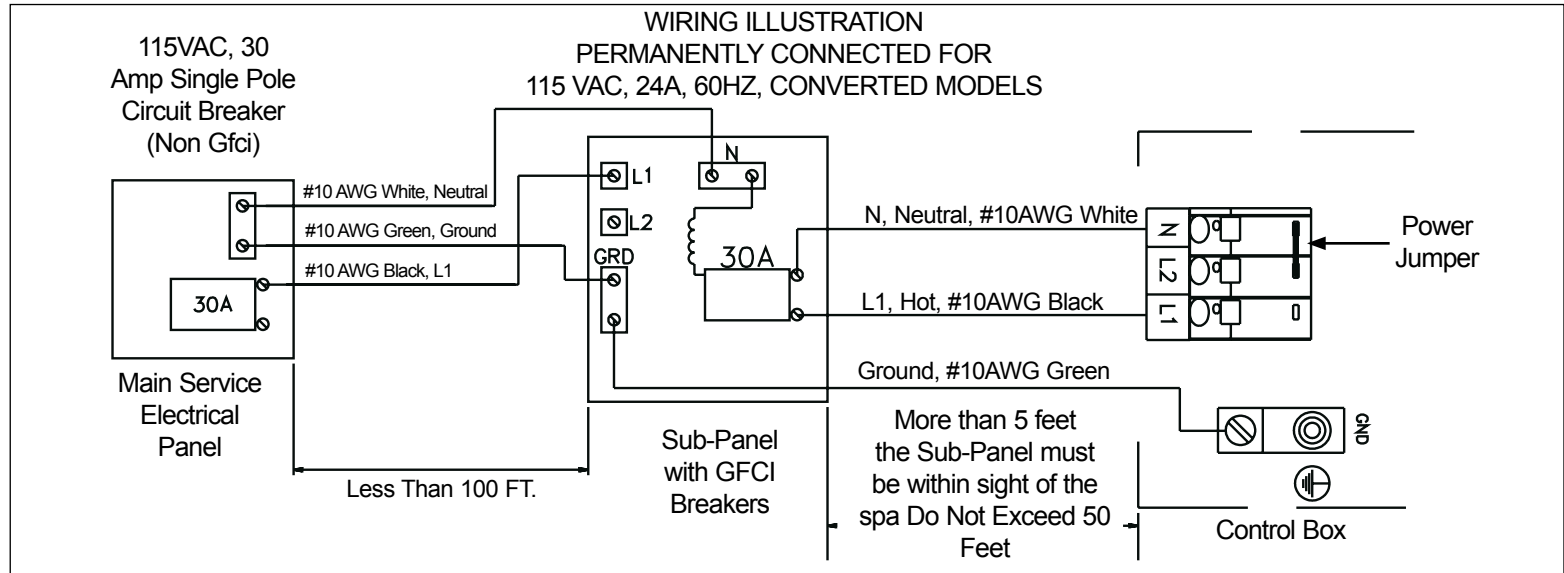 WIRING ILLUSTRATION
PERMANENTLY CONNECTED FOR
115 VAC, 24A, 60HZ, CONVERTED MODELS
115VAC, 30
Amp Single Pole
Circuit Breaker
(Non Gfci)
#10 AWG White, Neutral
#10 AWG Green, Ground
#10 AWG Black, L1
30A
Main Service
Electrical
Panel
Less Than 100 FT.
N
L1
L2
GRD
30A
Sub-Panel
with GFCI
Breakers
N, Neutral, #10AWG White
L1, Hot, #10AWG Black
Ground, #10AWG Green
More than 5 feet
the Sub-Panel must
be within sight of the
spa Do Not Exceed 50
Feet
N
L2
L1
Power
Jumper
GND
Control Box